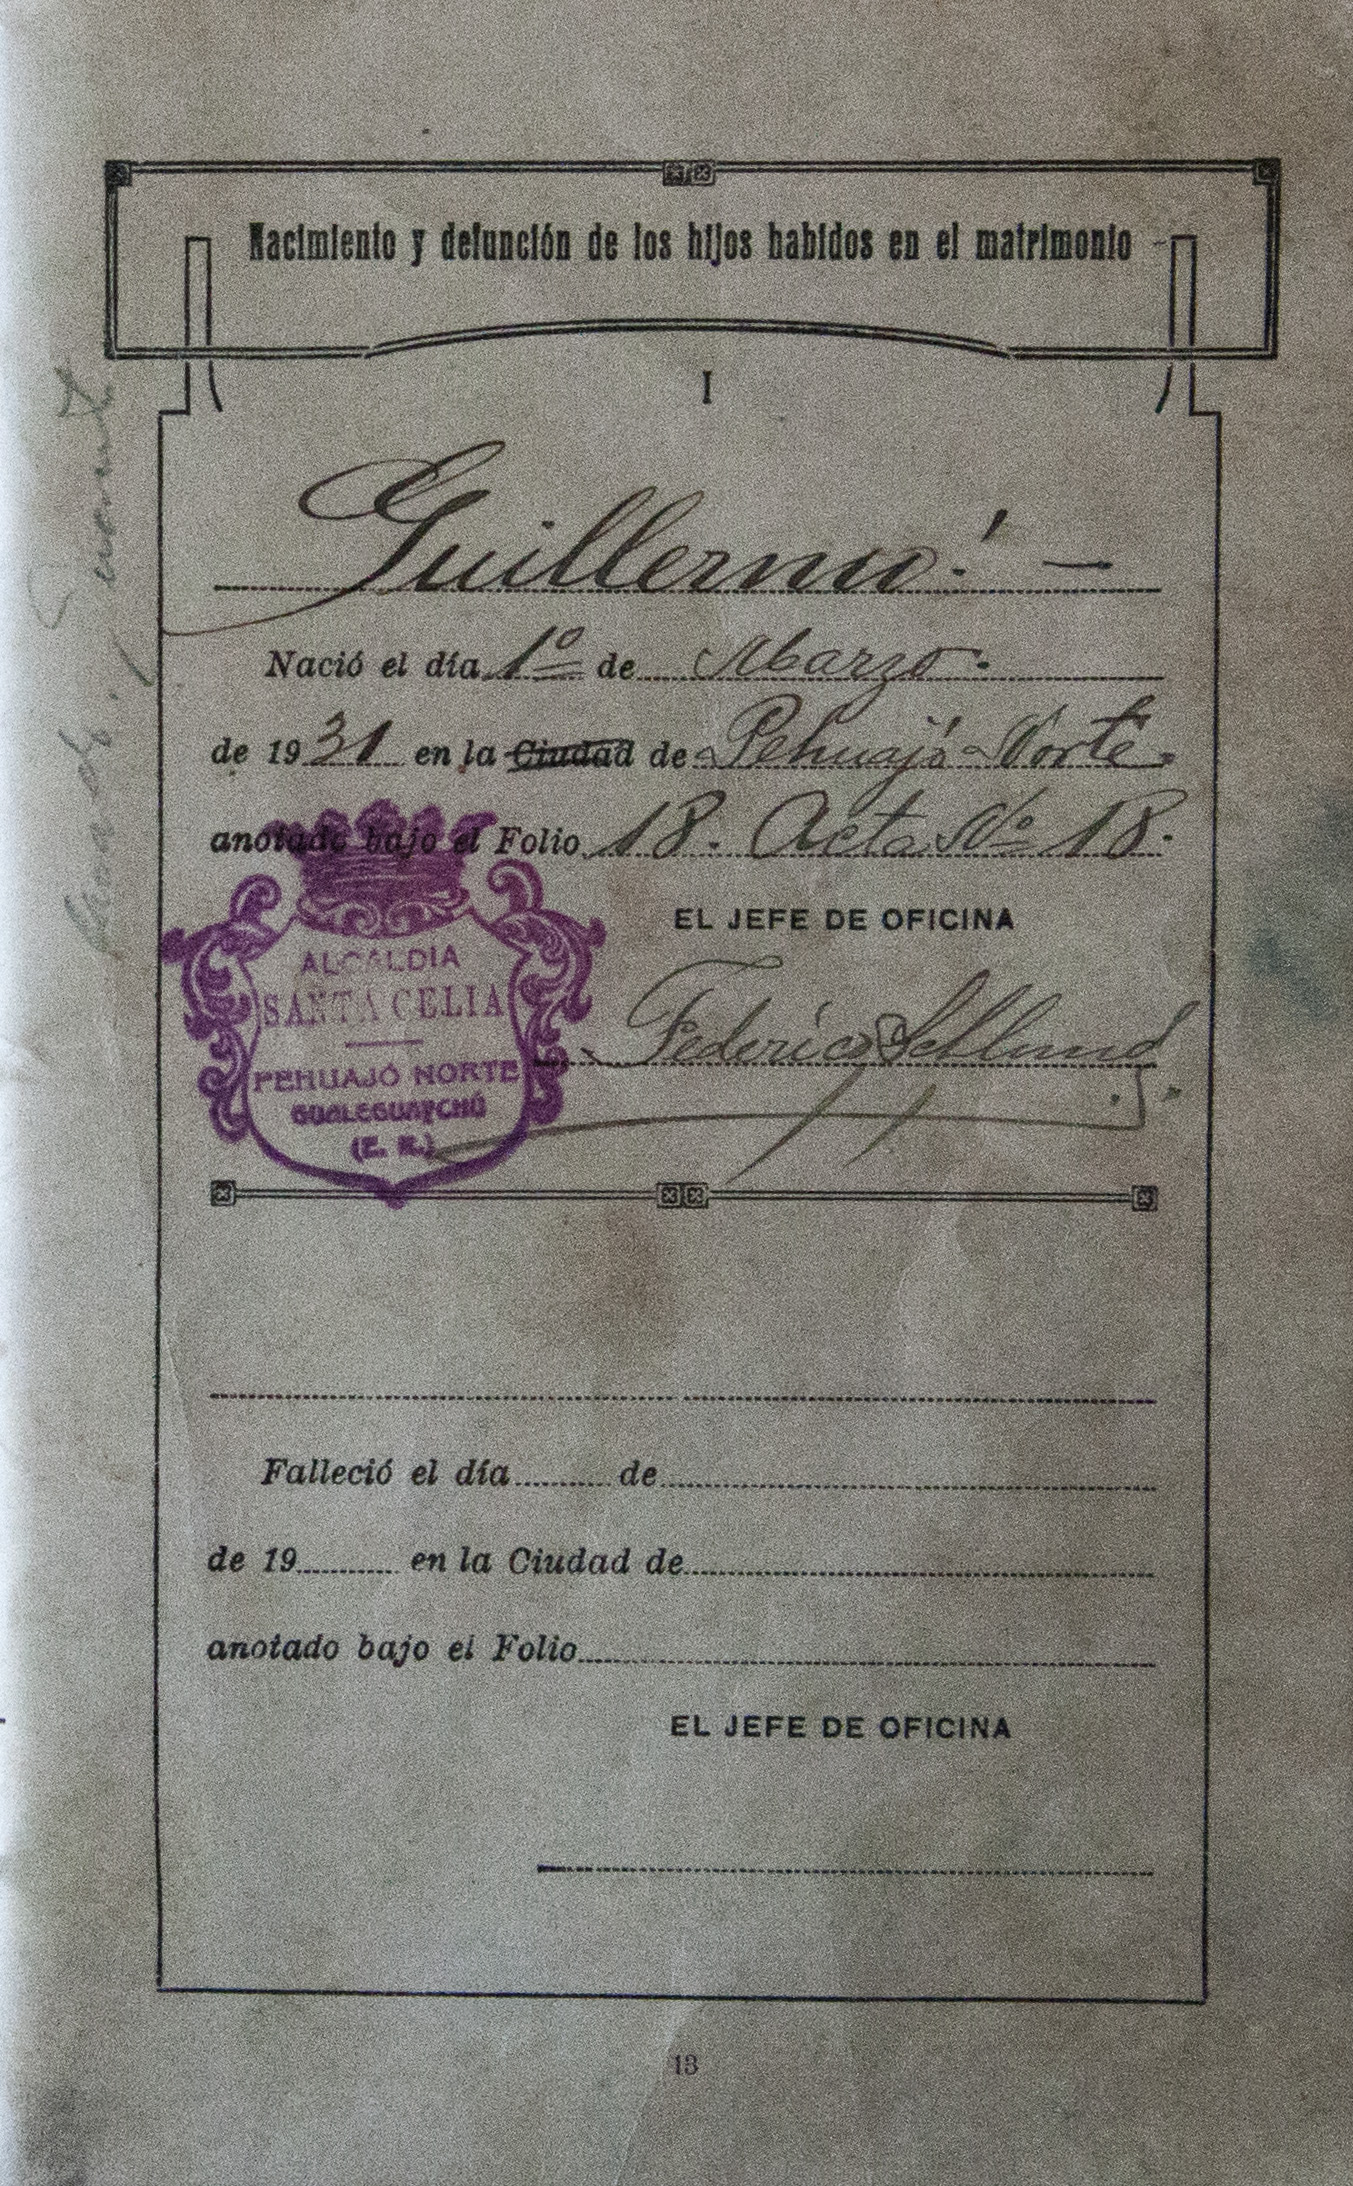 Nacimiento y defunción de los hijos habidos en el matrimonio
I
Guillermo! —
Nació el día 1º de Marzo.
de 1931 en la Ciudad de Pehuajó Norte.
anotado bajo el Folio 18. Acta Nº 18.
EL JEFE DE OFICINA
ALCALDIA
SANTA CELIA
PEHUAJÓ NORTE
GUALEGUAYCHÚ
(E. R.)
Federico
Falleció el día de
de 19 en la Ciudad de
anotado bajo el Folio
EL JEFE DE OFICINA
13